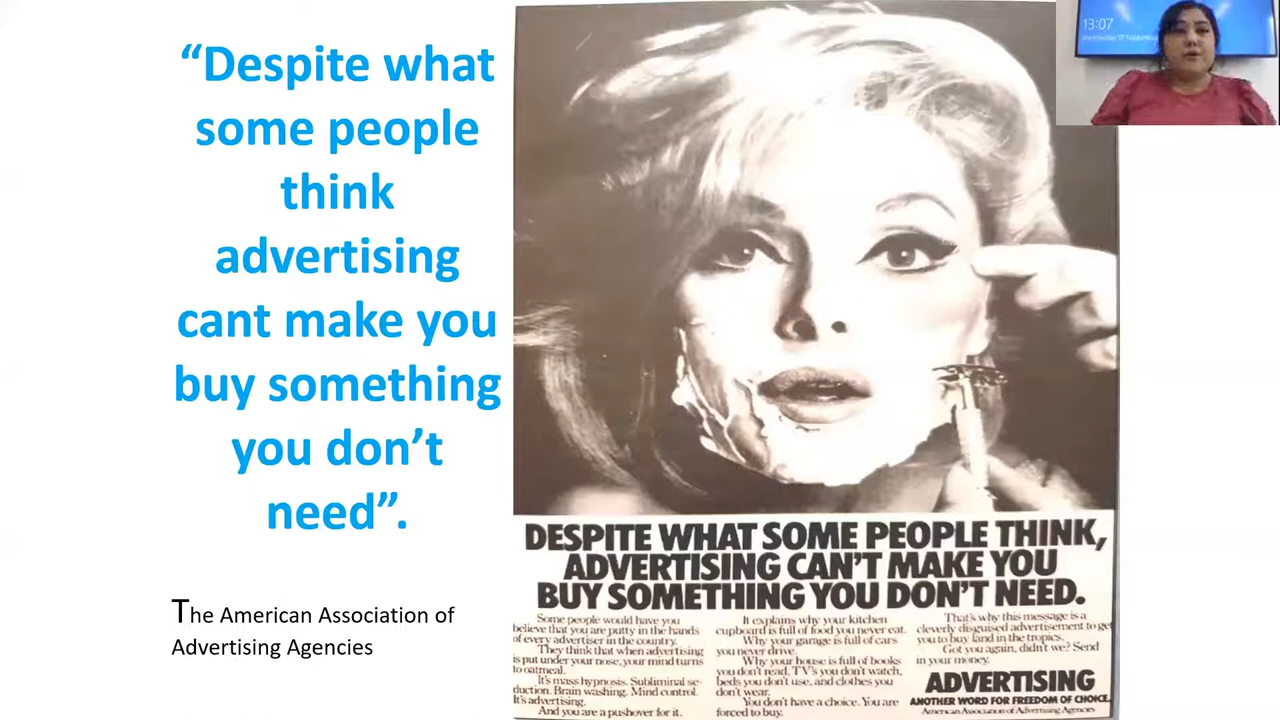 “Despite what
some people
think
advertising
cant make you
buy something
you don’t
need”.
The American Association of
Advertising Agencies
DESPITE WHAT SOME PEOPLE THINK,
ADVERTISING CAN'T MAKE YOU
BUY SOMETHING YOU DON'T NEED.
Some people would have you
believe that you are putty in the hands
of every advertiser in the country.
They think that when advertising
is put under your nose, your mind turns
to oatmeal.
It's mass hypnosis. Subliminal se-
duction. Brain washing. Mind control.
It's advertising.
And you are a pushover for it.
It explains why your kitchen
cupboard is full of food you never eat.
Why your garage is full of cars
you never drive.
Why your house is full of books
you don't read, TV's you don't watch,
beds you don't use, and clothes you
don't wear.
You don't have a choice. You are
forced to buy.
That's why this message is a
cleverly disguised advertisement to get
you to buy land in the tropics.
Got you again, didn't we? Send
in your money.
ADVERTISING
ANOTHER WORD FOR FREEDOM OF CHOICE.
American Association of Advertising Agencies
13:07
Wednesday 17